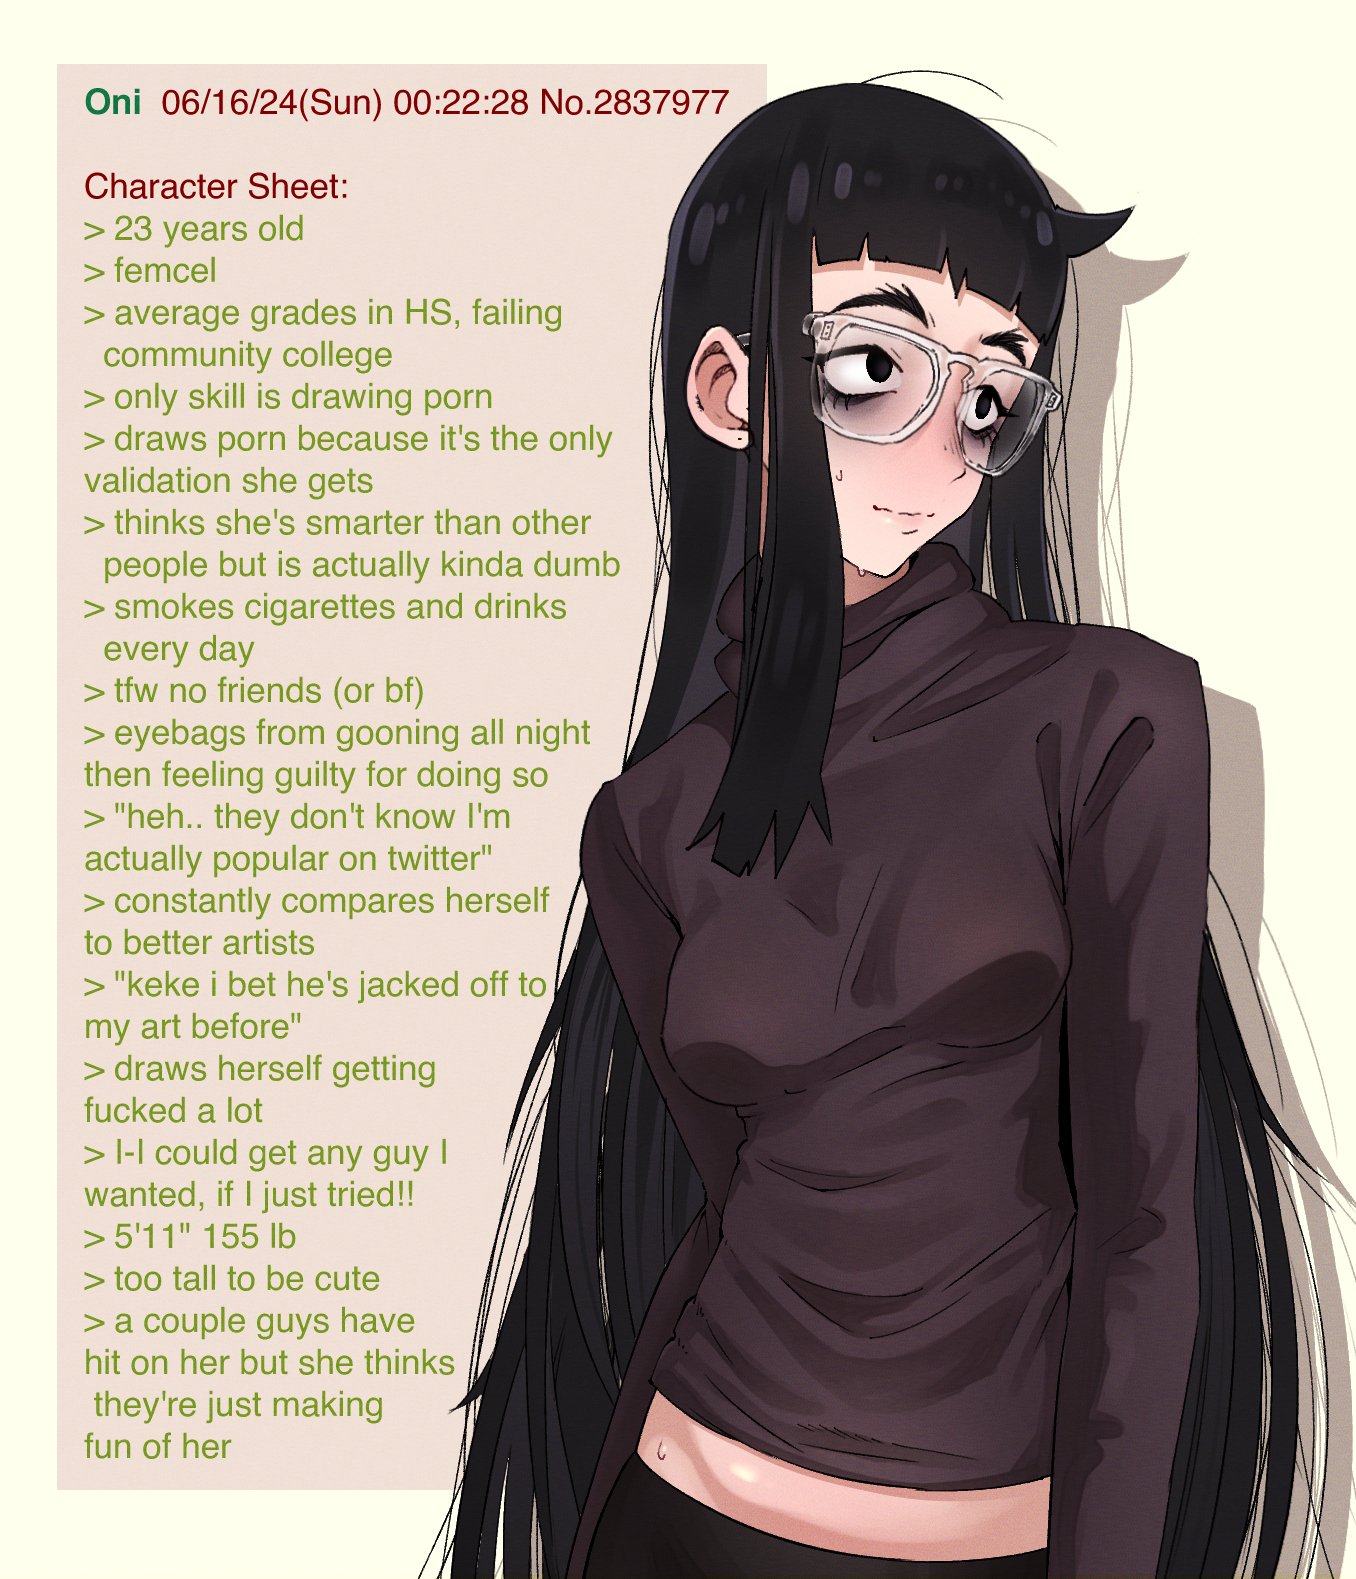 Oni 06/16/24(Sun) 00:22:28 No.2837977
Character Sheet:
> 23 years old
> femcel
> average grades in HS, failing
community college
> only skill is drawing porn
> draws porn because it's the only
validation she gets
> thinks she's smarter than other
people but is actually kinda dumb
> smokes cigarettes and drinks
every day
> tfw no friends (or bf)
> eyebags from gooning all night
then feeling guilty for doing so
> "heh.. they don't know I'm
actually popular on twitter"
> constantly compares herself
to better artists
> "keke i bet he's jacked off to
my art before"
> draws herself getting
fucked a lot
> I-I could get any guy I
wanted, if I just tried!!
> 5'11" 155 lb
> too tall to be cute
> a couple guys have
hit on her but she thinks
they're just making
fun of her